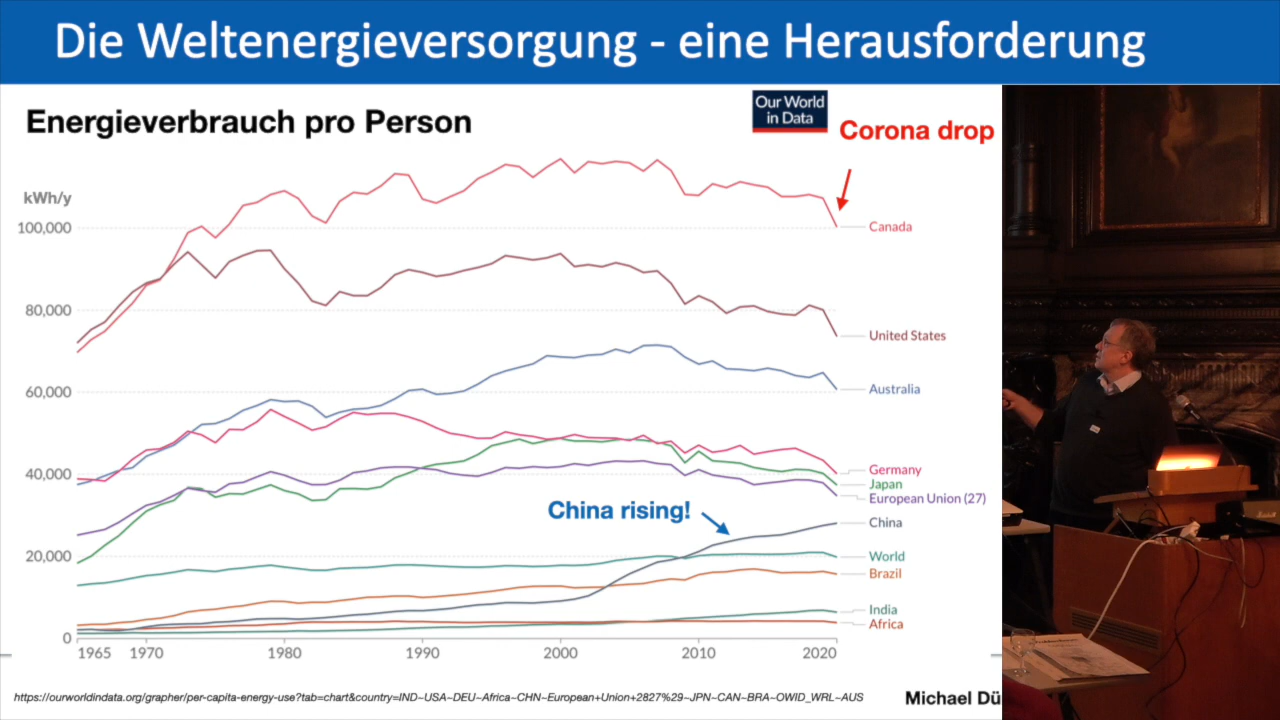 Die Weltenergieversorgung - eine Herausforderung
Energieverbrauch pro Person
Our World
in Data
Corona drop
kWh/y
100,000
80,000
60,000
40,000
20,000
0
Canada
United States
Australia
Germany
Japan
European Union (27)
China rising!
China
World
Brazil
India
Africa
1965
1970
1980
1990
2000
2010
2020
https://ourworldindata.org/grapher/per-capita-energy-use?tab=chart&country=IND~USA~DEU~Africa~CHN~European+Union+2827%29~JPN~CAN~BRA~OWID_WRL~AUS
Michael Dü